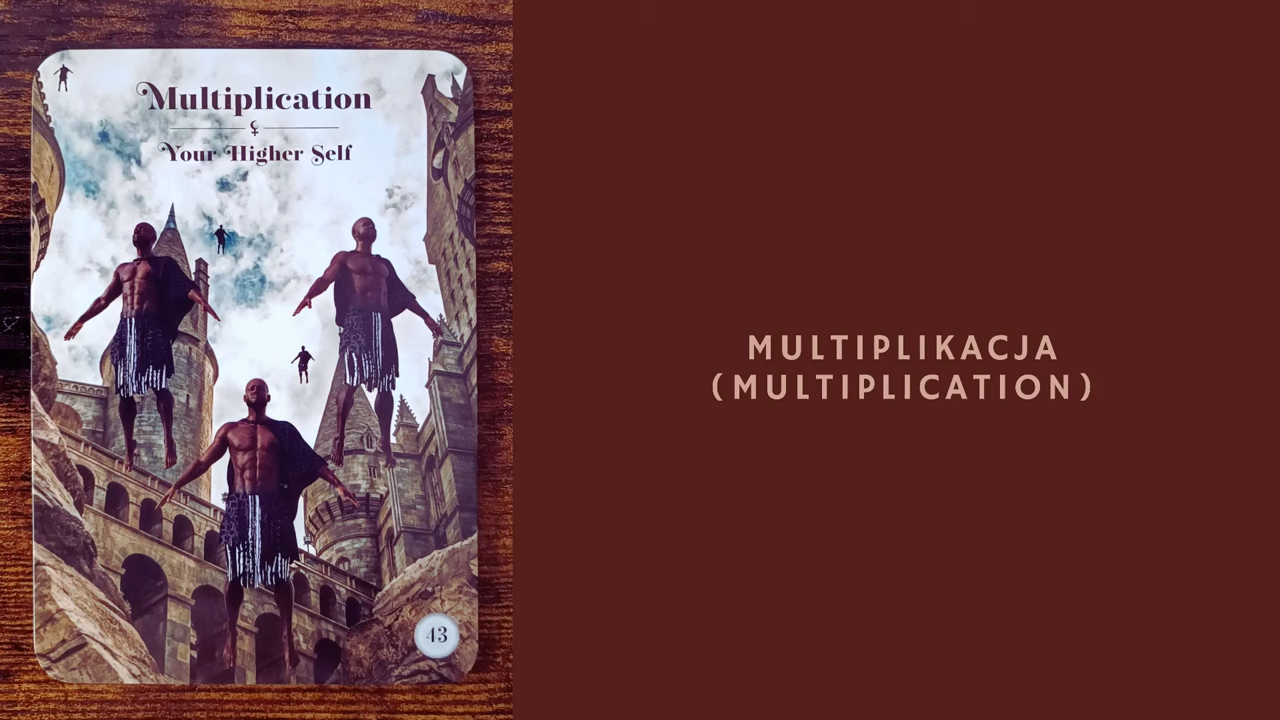 Multiplication
Your Higher Self
43
MULTIPLIKACJA
(MULTIPLICATION)